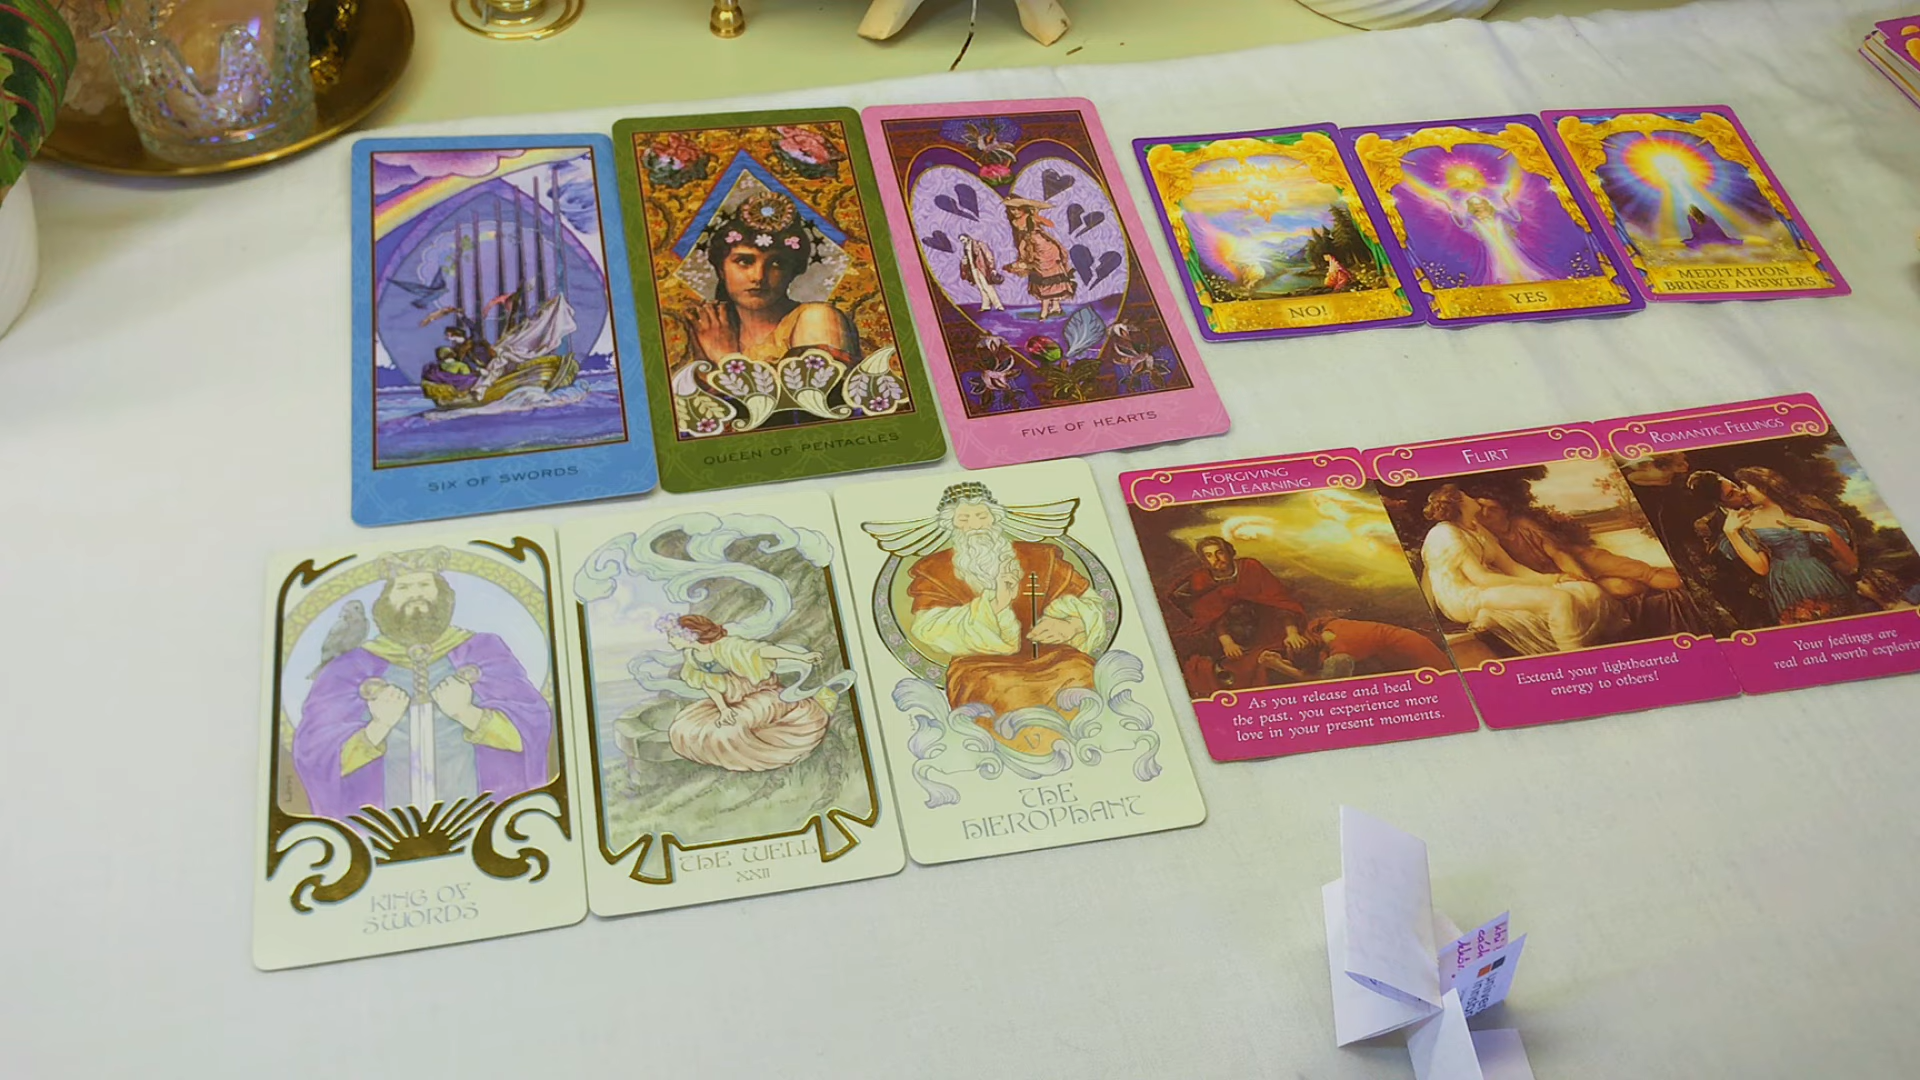 SIX OF SWORDS
QUEEN OF PENTACLES
FIVE OF HEARTS
NO!
YES
MEDITATION
BRINGS ANSWERS
FORGIVING
AND LEARNING
As you release and heal
the past, you experience more
love in your present moments.
FLIRT
Extend your lighthearted
energy to others!
ROMANTIC FEELINGS
Your feelings are
real and worth
KING OF
SWORDS
THE WELL
XXII
V
THE
HIEROPHANT